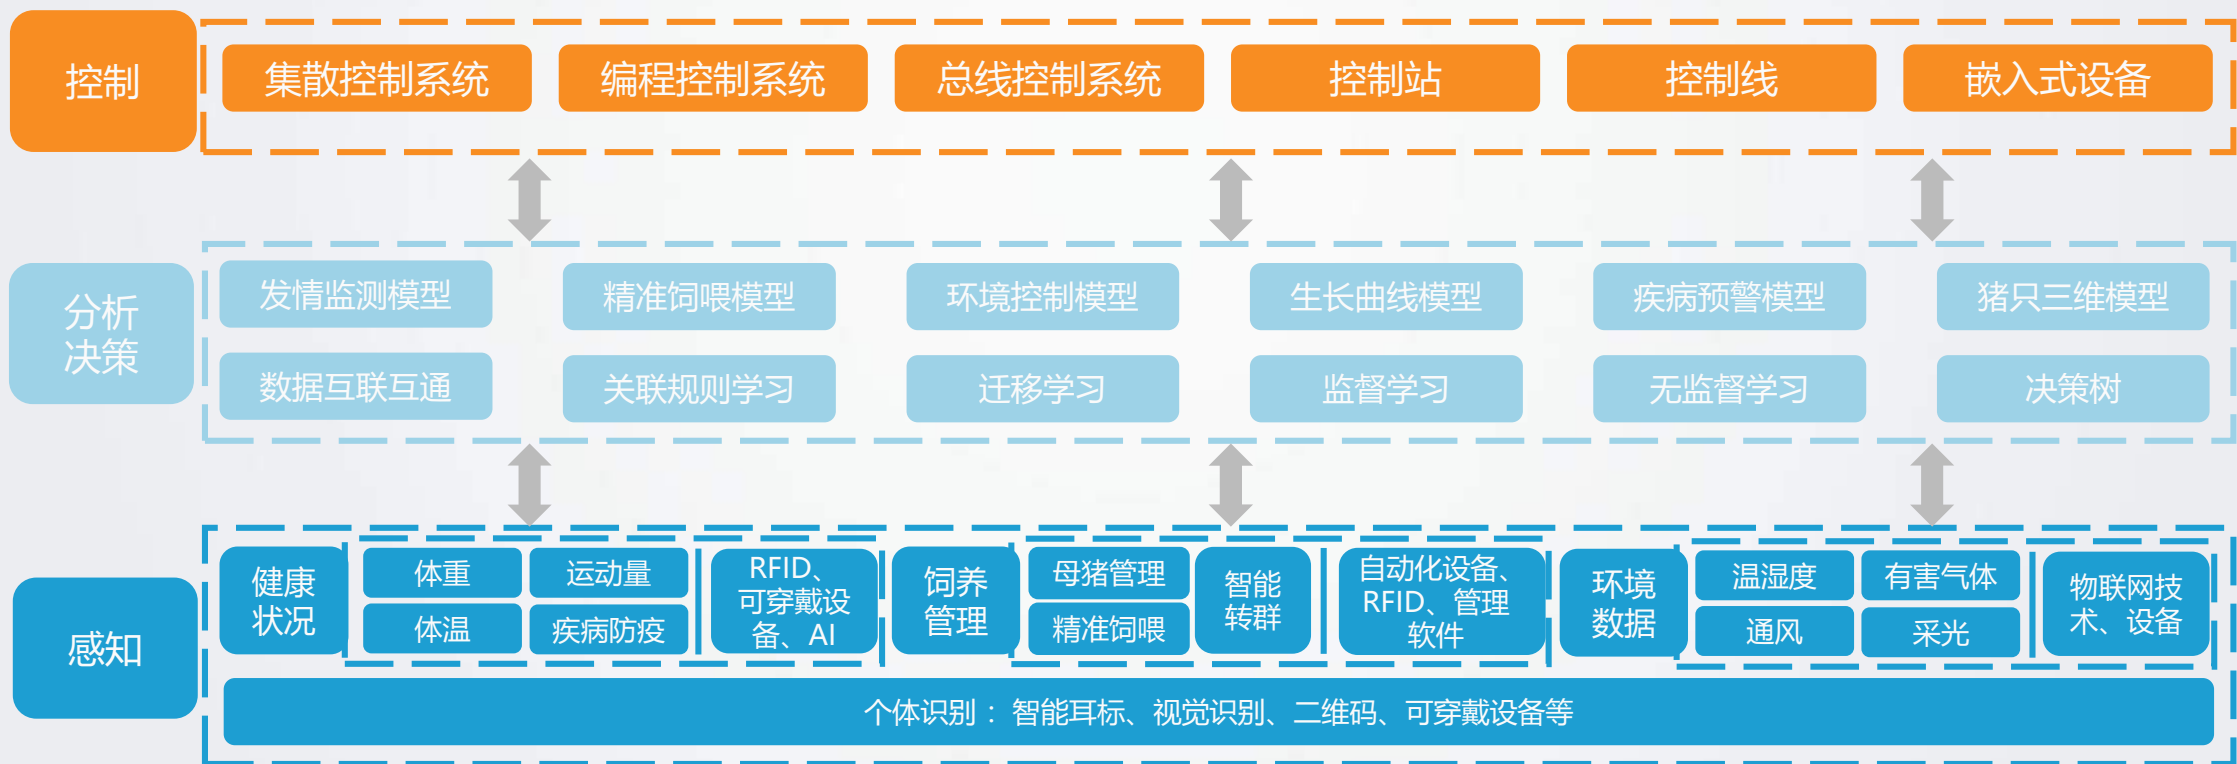 控制
集散控制系统
编程控制系统
总线控制系统
控制站
控制线
嵌入式设备
分析
决策
发情监测模型
精准饲喂模型
环境控制模型
生长曲线模型
疾病预警模型
猪只三维模型
数据互联互通
关联规则学习
迁移学习
监督学习
无监督学习
决策树
感知
健康
状况
体重
运动量
体温
疾病防疫
RFID、
可穿戴设
备、AI
饲养
管理
母猪管理
精准饲喂
智能
转群
自动化设备、
RFID、管理
软件
环境
数据
温湿度
有害气体
通风
采光
物联网技
术、设备
个体识别：智能耳标、视觉识别、二维码、可穿戴设备等